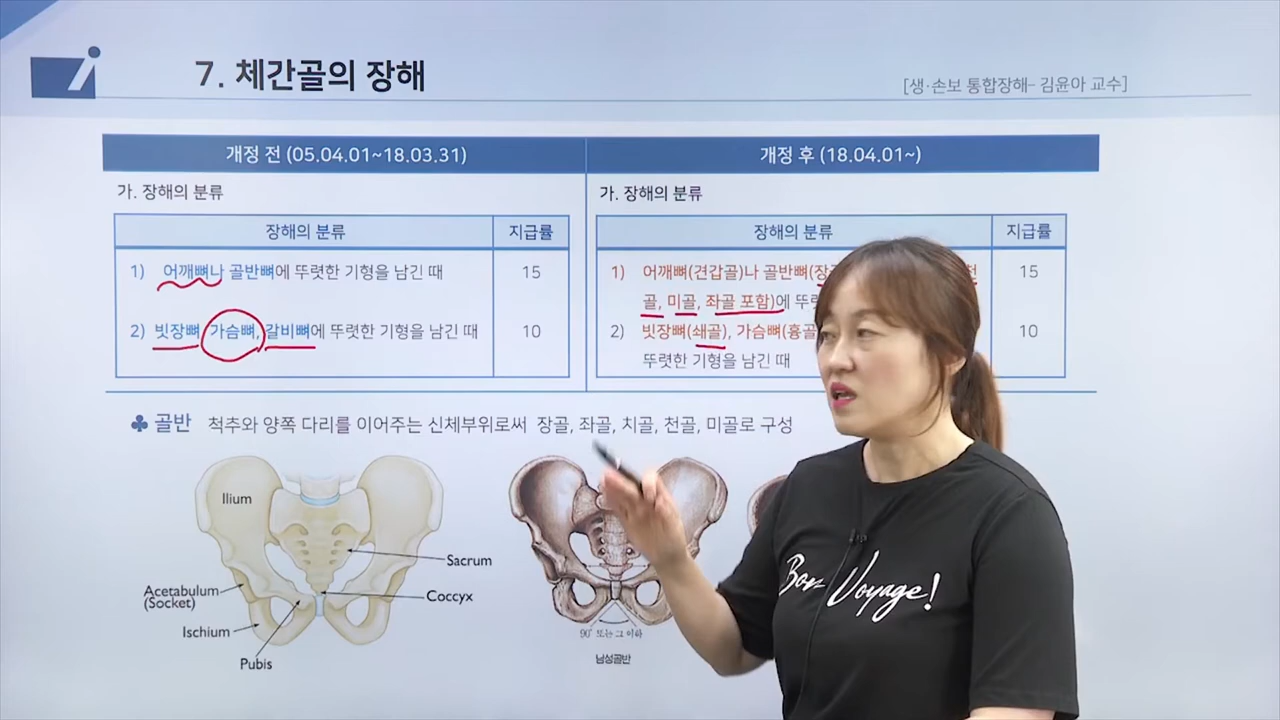 7. 체간골의 장해
[생·손보 통합장해– 김윤아 교수]
개정 전 (05.04.01~18.03.31)
가. 장해의 분류
장해의 분류 지급률
1) 어깨뼈나 골반뼈에 뚜렷한 기형을 남긴 때 15
2) 빗장뼈, 가슴뼈, 갈비뼈에 뚜렷한 기형을 남긴 때 10
개정 후 (18.04.01~)
가. 장해의 분류
장해의 분류 지급률
1) 어깨뼈(견갑골)나 골반뼈(장 15
골, 미골, 좌골 포함)에
2) 빗장뼈(쇄골), 가슴뼈(흉골 10
뚜렷한 기형을 남긴 때
♣ 골반 척추와 양쪽 다리를 이어주는 신체부위로써 장골, 좌골, 치골, 천골, 미골로 구성
Ilium
Sacrum
Acetabulum
(Socket)
Coccyx
Ischium
Pubis
90° 또는 그 이하
남성골반
Bon Voyage!